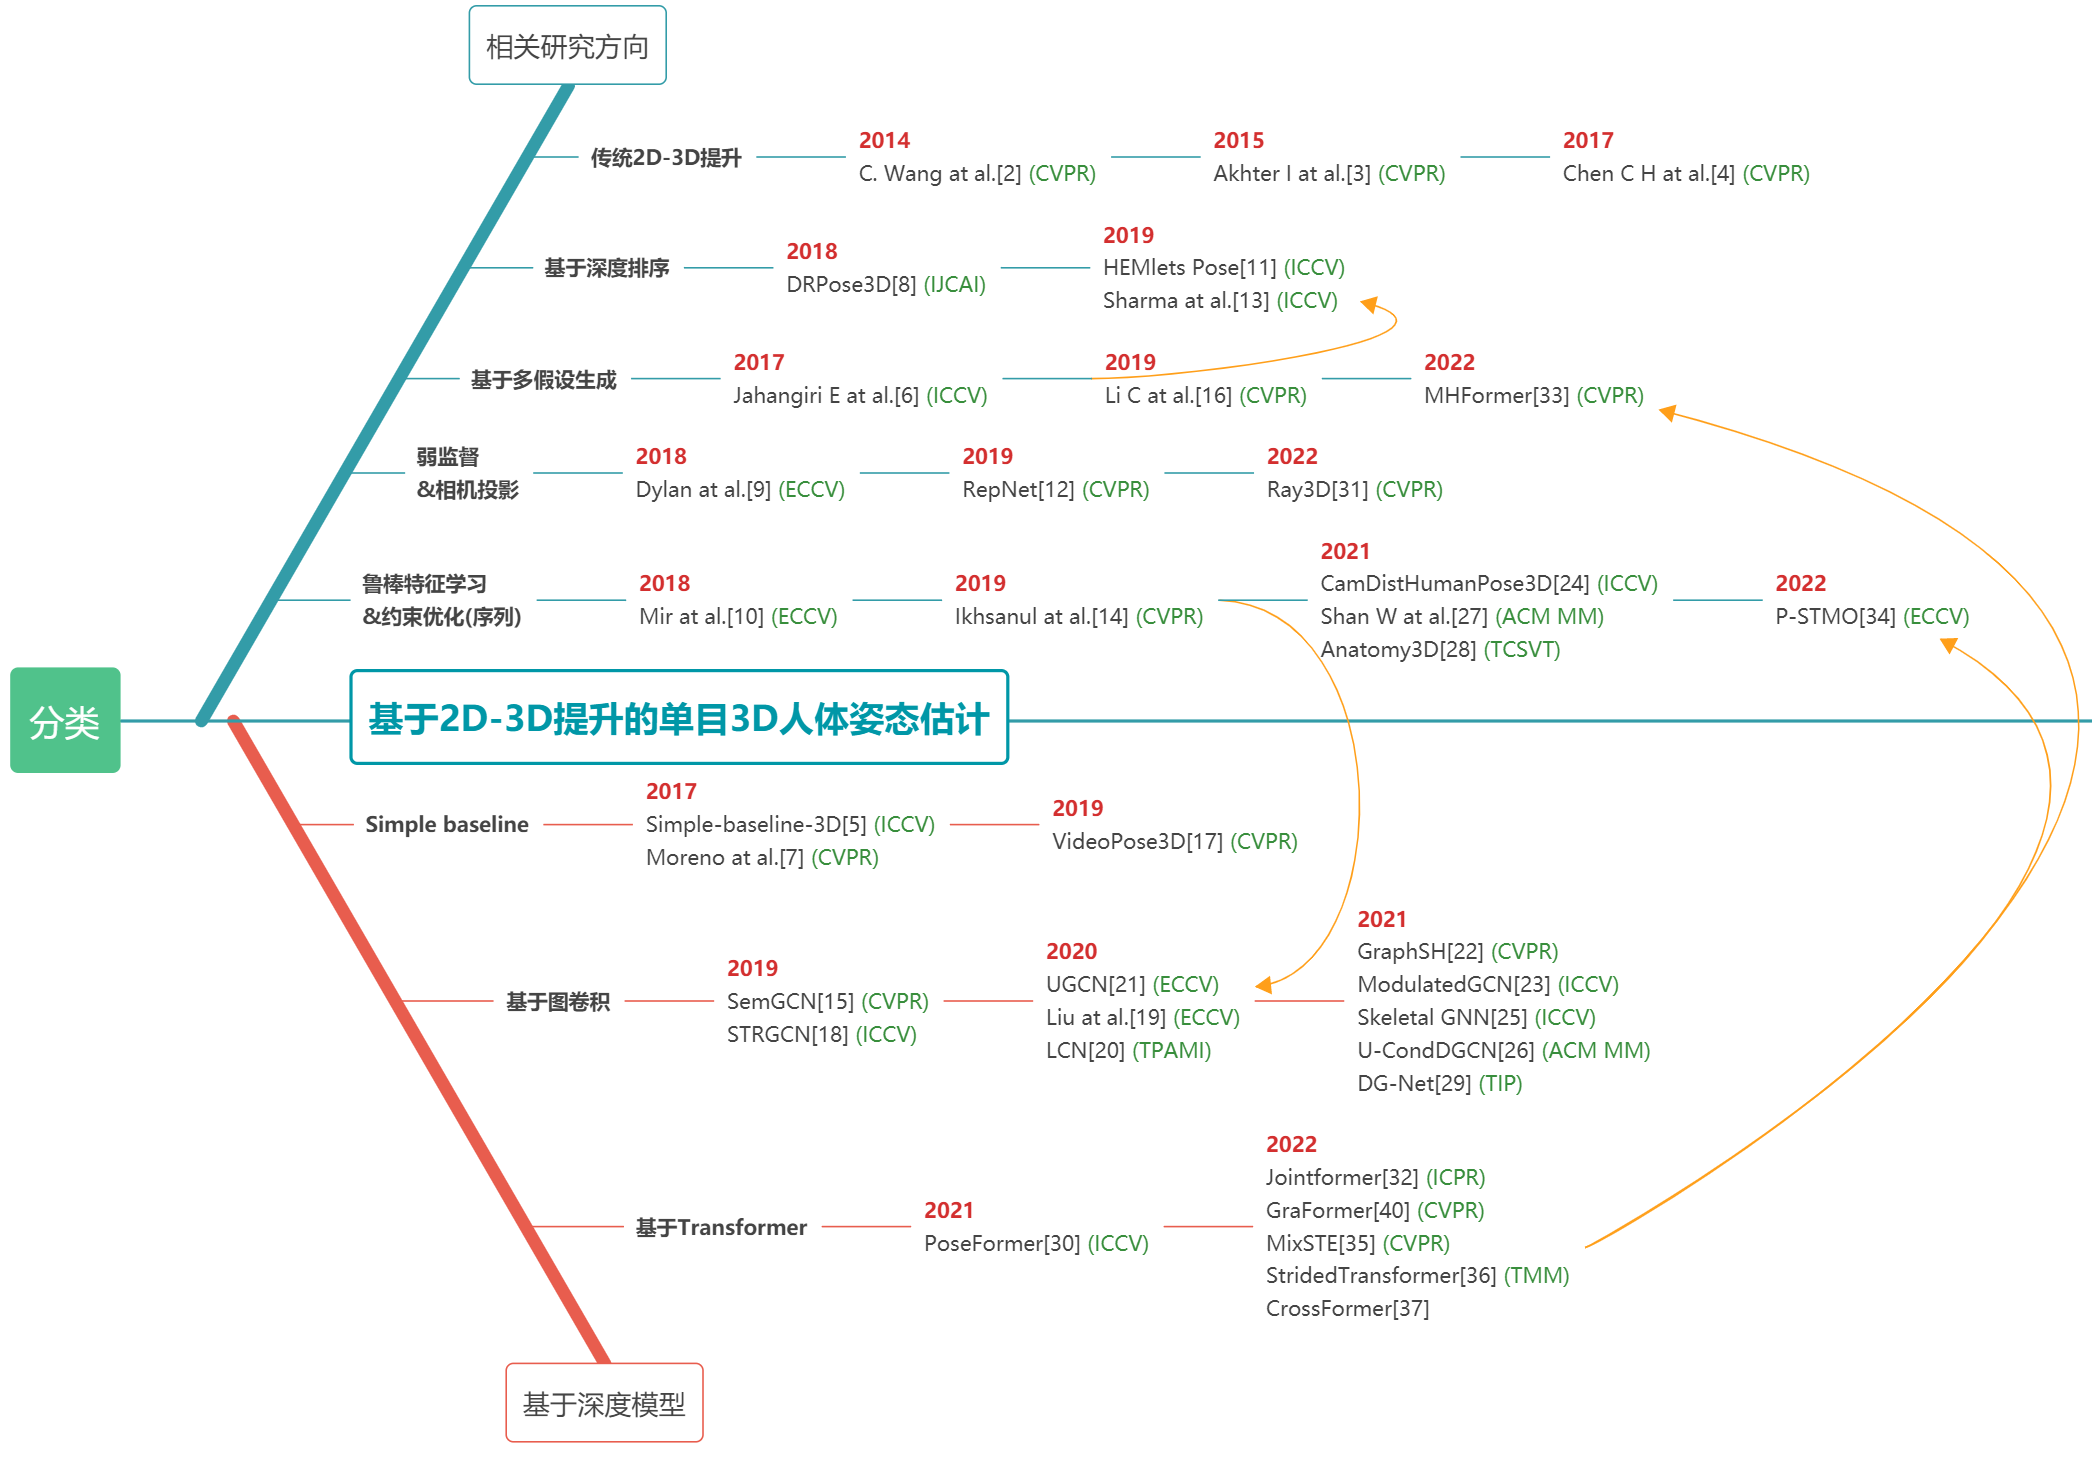 相关研究方向
传统2D-3D提升
2014
C. Wang at al.[2] (CVPR)
2015
Akhter I at al.[3] (CVPR)
2017
Chen C H at al.[4] (CVPR)
基于深度排序
2018
DRPose3D[8] (IJCAI)
2019
HEMlets Pose[11] (ICCV)
Sharma at al.[13] (ICCV)
基于多假设生成
2017
Jahangiri E at al.[6] (ICCV)
2019
Li C at al.[16] (CVPR)
2022
MHFormer[33] (CVPR)
弱监督
&相机投影
2018
Dylan at al.[9] (ECCV)
2019
RepNet[12] (CVPR)
2022
Ray3D[31] (CVPR)
鲁棒特征学习
&约束优化(序列)
2018
Mir at al.[10] (ECCV)
2019
Ikhsanul at al.[14] (CVPR)
2021
CamDistHumanPose3D[24] (ICCV)
Shan W at al.[27] (ACM MM)
Anatomy3D[28] (TCSVT)
2022
P-STMO[34] (ECCV)
分类
基于2D-3D提升的单目3D人体姿态估计
Simple baseline
2017
Simple-baseline-3D[5] (ICCV)
Moreno at al.[7] (CVPR)
2019
VideoPose3D[17] (CVPR)
基于图卷积
2019
SemGCN[15] (CVPR)
STRGCN[18] (ICCV)
2020
UGCN[21] (ECCV)
Liu at al.[19] (ECCV)
LCN[20] (TPAMI)
2021
GraphSH[22] (CVPR)
ModulatedGCN[23] (ICCV)
Skeletal GNN[25] (ICCV)
U-CondDGCN[26] (ACM MM)
DG-Net[29] (TIP)
基于Transformer
2021
PoseFormer[30] (ICCV)
2022
Jointformer[32] (ICPR)
GraFormer[40] (CVPR)
MixSTE[35] (CVPR)
StridedTransformer[36] (TMM)
CrossFormer[37]
基于深度模型